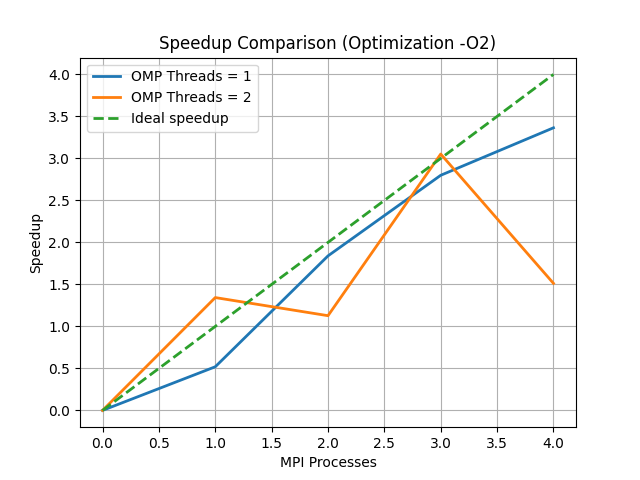 Speedup Comparison (Optimization -O2)
OMP Threads = 1
OMP Threads = 2
Ideal speedup
4.0
3.5
3.0
2.5
2.0
1.5
1.0
0.5
0.0
Speedup
0.0 0.5 1.0 1.5 2.0 2.5 3.0 3.5 4.0
MPI Processes